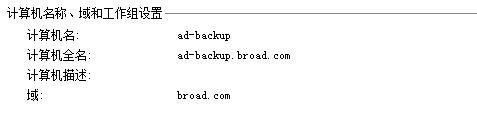 计算机名称、域和工作组设置
计算机名: ad-backup
计算机全名: ad-backup.broad.com
计算机描述:
域: broad.com